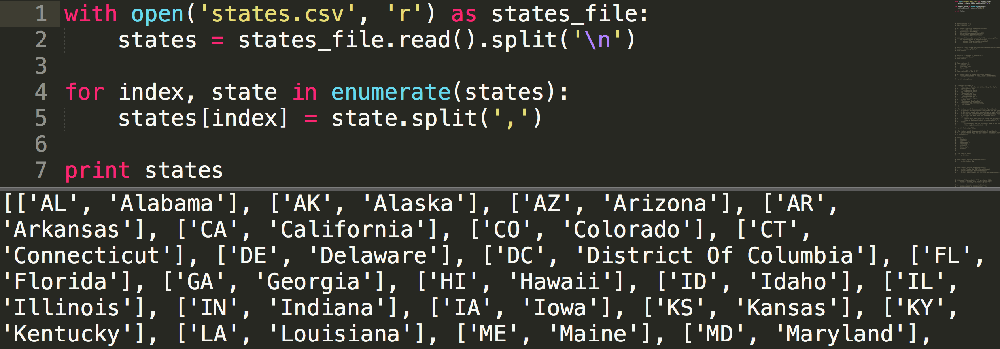 1 with open('states.csv', 'r') as states_file:
2     states = states_file.read().split('\n')
3
4 for index, state in enumerate(states):
5     states[index] = state.split(',')
6
7 print states
[['AL', 'Alabama'], ['AK', 'Alaska'], ['AZ', 'Arizona'], ['AR',
'Arkansas'], ['CA', 'California'], ['CO', 'Colorado'], ['CT',
'Connecticut'], ['DE', 'Delaware'], ['DC', 'District Of Columbia'], ['FL',
'Florida'], ['GA', 'Georgia'], ['HI', 'Hawaii'], ['ID', 'Idaho'], ['IL',
'Illinois'], ['IN', 'Indiana'], ['IA', 'Iowa'], ['KS', 'Kansas'], ['KY',
'Kentucky'], ['LA', 'Louisiana'], ['ME', 'Maine'], ['MD', 'Maryland'],